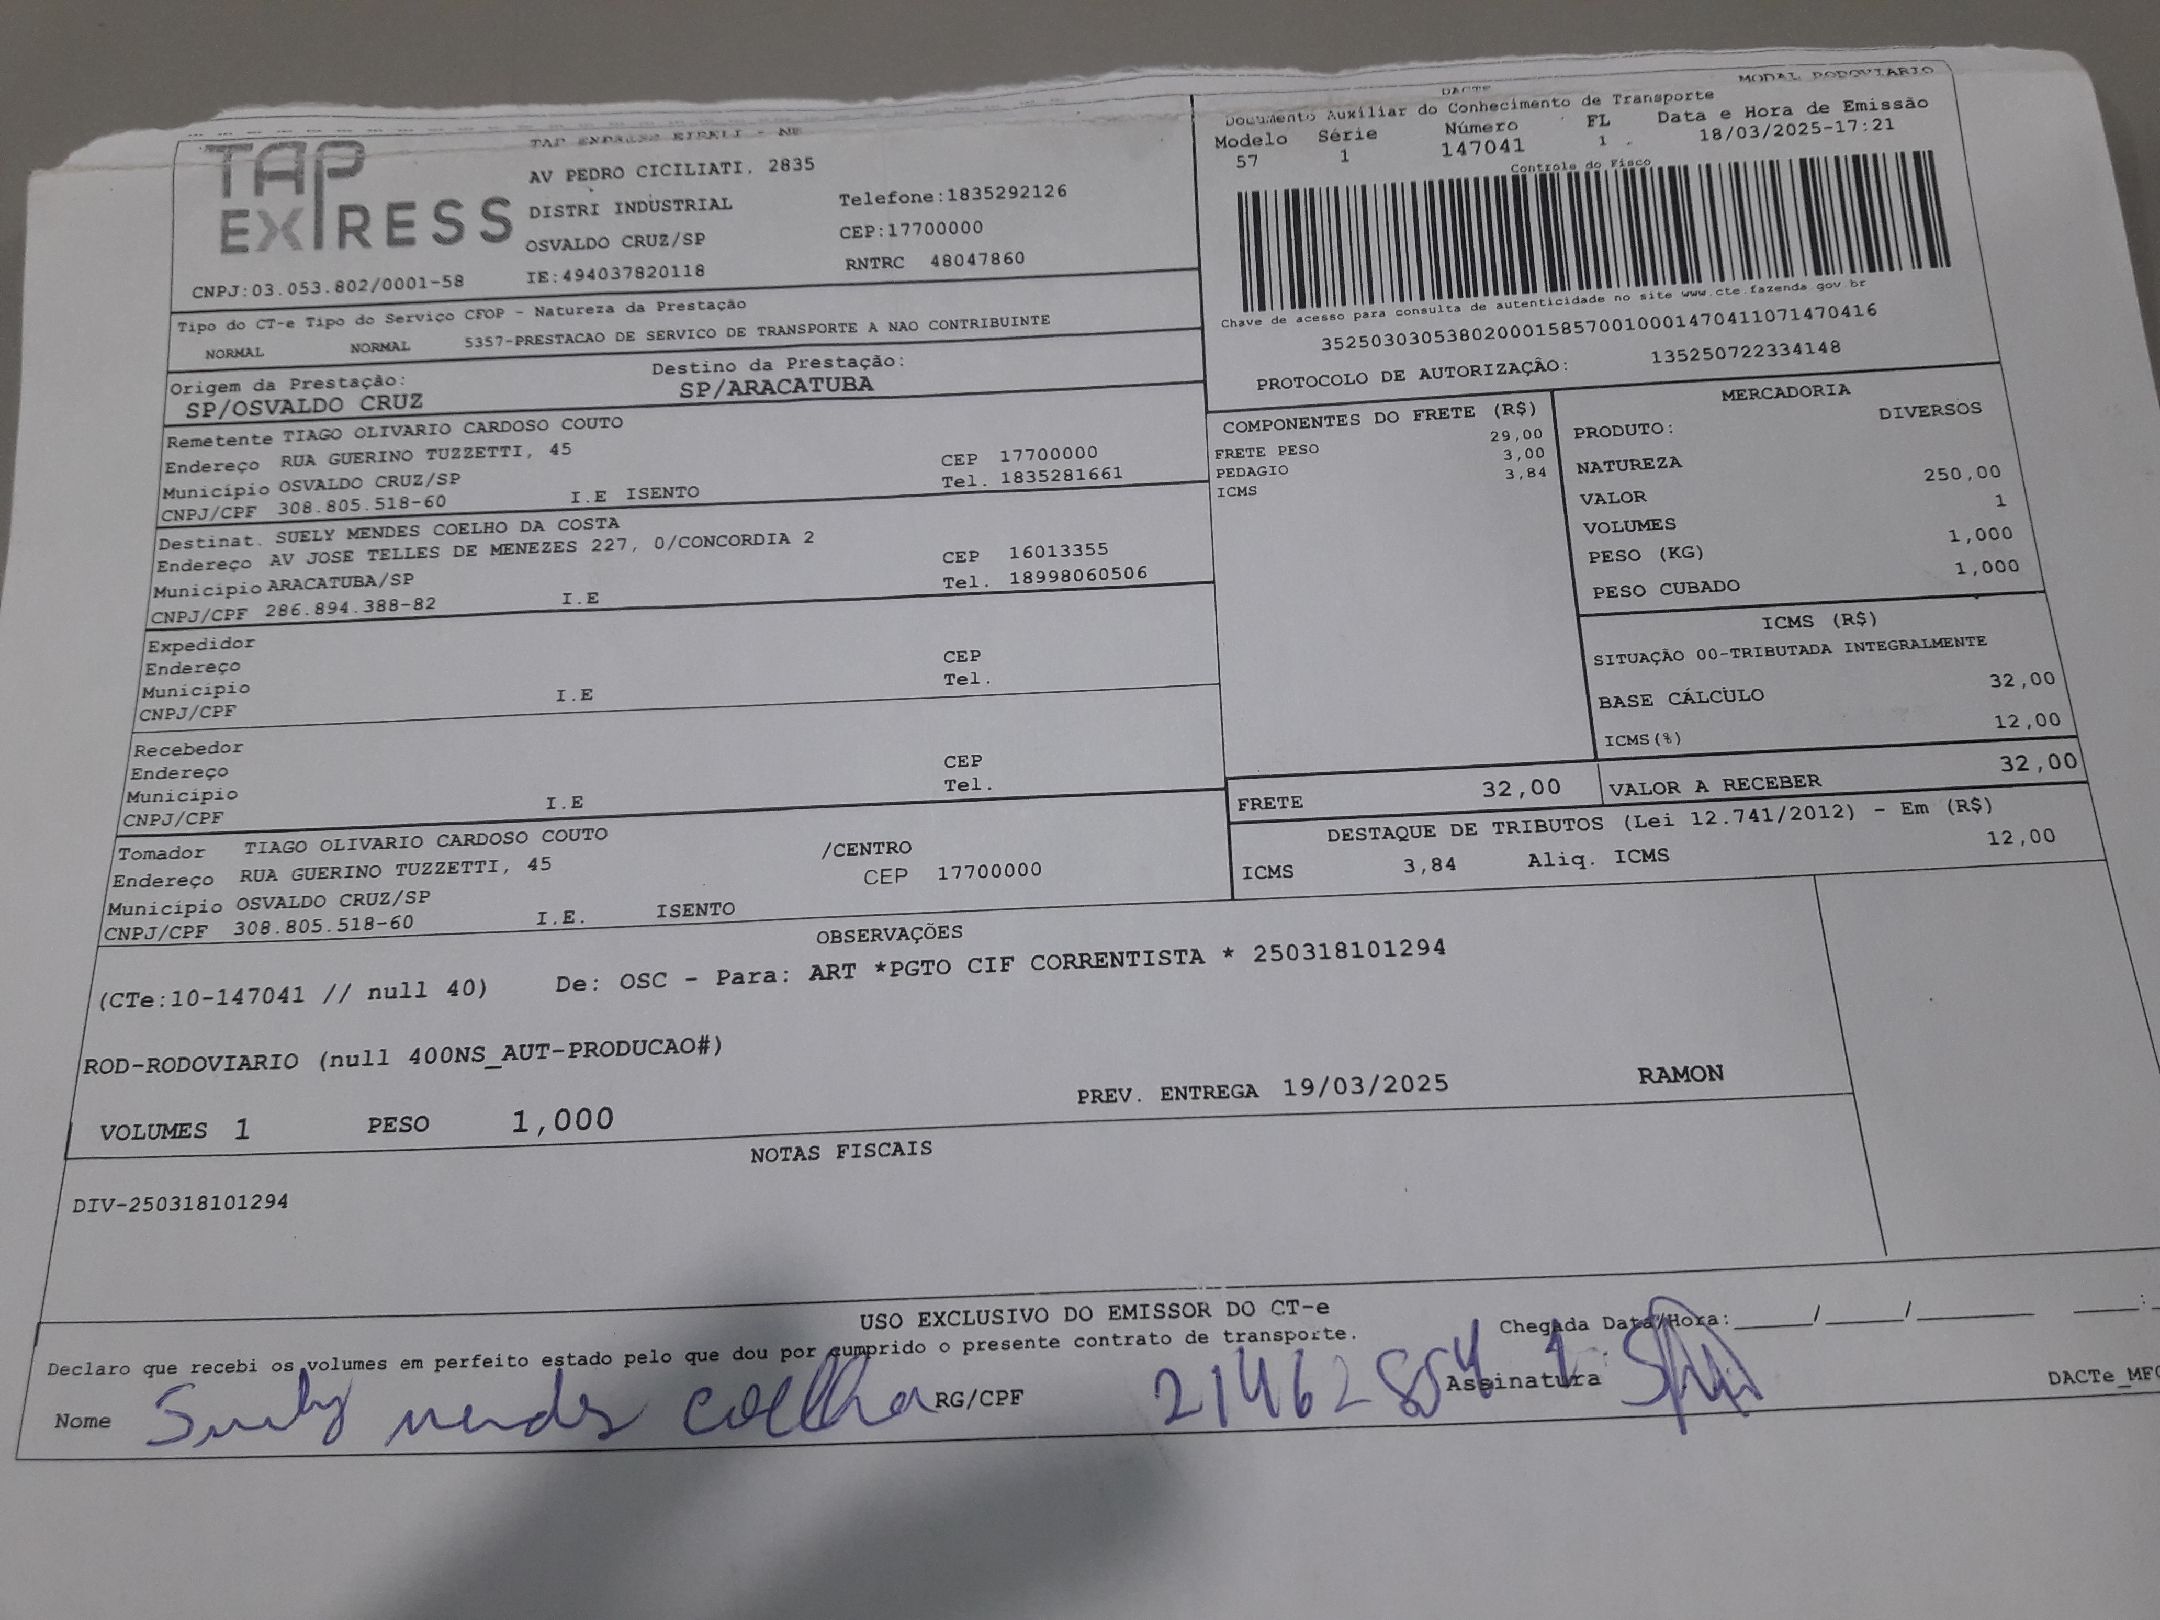 TAP EXPRESS
TAP EXPRESS EIRELI - ME
AV PEDRO CICILIATI, 2835
DISTRI INDUSTRIAL Telefone:1835292126
OSVALDO CRUZ/SP CEP:17700000
CNPJ:03.053.802/0001-58 IE:494037820118 RNTRC 48047860
MODAL RODOVIARIO
DACTE
Documento Auxiliar do Conhecimento de Transporte
Modelo Série Número FL Data e Hora de Emissão
57 1 147041 1 18/03/2025-17:21
Controle do Fisco
Chave de acesso para consulta de autenticidade no site www.cte.fazenda.gov.br
35250303053802000158570010001470411071470416
PROTOCOLO DE AUTORIZAÇÃO: 135250722334148
Tipo do CT-e Tipo do Serviço CFOP - Natureza da Prestação
NORMAL NORMAL 5357-PRESTACAO DE SERVICO DE TRANSPORTE A NAO CONTRIBUINTE
Origem da Prestação: Destino da Prestação:
SP/OSVALDO CRUZ SP/ARACATUBA
Remetente TIAGO OLIVARIO CARDOSO COUTO
Endereço RUA GUERINO TUZZETTI, 45 CEP 17700000
Município OSVALDO CRUZ/SP Tel. 1835281661
CNPJ/CPF 308.805.518-60 I.E ISENTO
Destinat. SUELY MENDES COELHO DA COSTA
Endereço AV JOSE TELLES DE MENEZES 227, 0/CONCORDIA 2 CEP 16013355
Município ARACATUBA/SP Tel. 18998060506
CNPJ/CPF 286.894.388-82 I.E
Expedidor
Endereço CEP
Município Tel.
CNPJ/CPF I.E
Recebedor
Endereço CEP
Município Tel.
CNPJ/CPF I.E
Tomador TIAGO OLIVARIO CARDOSO COUTO /CENTRO
Endereço RUA GUERINO TUZZETTI, 45 CEP 17700000
Município OSVALDO CRUZ/SP
CNPJ/CPF 308.805.518-60 I.E. ISENTO
COMPONENTES DO FRETE (R$)
FRETE PESO 29,00
PEDAGIO 3,00
ICMS 3,84
MERCADORIA
PRODUTO: DIVERSOS
NATUREZA
VALOR 250,00
VOLUMES 1
PESO (KG) 1,000
PESO CUBADO 1,000
ICMS (R$)
SITUAÇÃO 00-TRIBUTADA INTEGRALMENTE
BASE CÁLCULO 32,00
ICMS(%) 12,00
FRETE 32,00 VALOR A RECEBER 32,00
DESTAQUE DE TRIBUTOS (Lei 12.741/2012) - Em (R$)
ICMS 3,84 Aliq. ICMS 12,00
OBSERVAÇÕES
(CTe:10-147041 // null 40) De: OSC - Para: ART *PGTO CIF CORRENTISTA * 250318101294
ROD-RODOVIARIO (null 400NS_AUT-PRODUCAO#)
VOLUMES 1 PESO 1,000 PREV. ENTREGA 19/03/2025 RAMON
NOTAS FISCAIS
DIV-250318101294
USO EXCLUSIVO DO EMISSOR DO CT-e
Declaro que recebi os volumes em perfeito estado pelo que dou por cumprido o presente contrato de transporte. Chegada Data/Hora:____/____/______ ____:
Nome Suely mendes coelho RG/CPF 21462854 1 Assinatura DACTe_MF